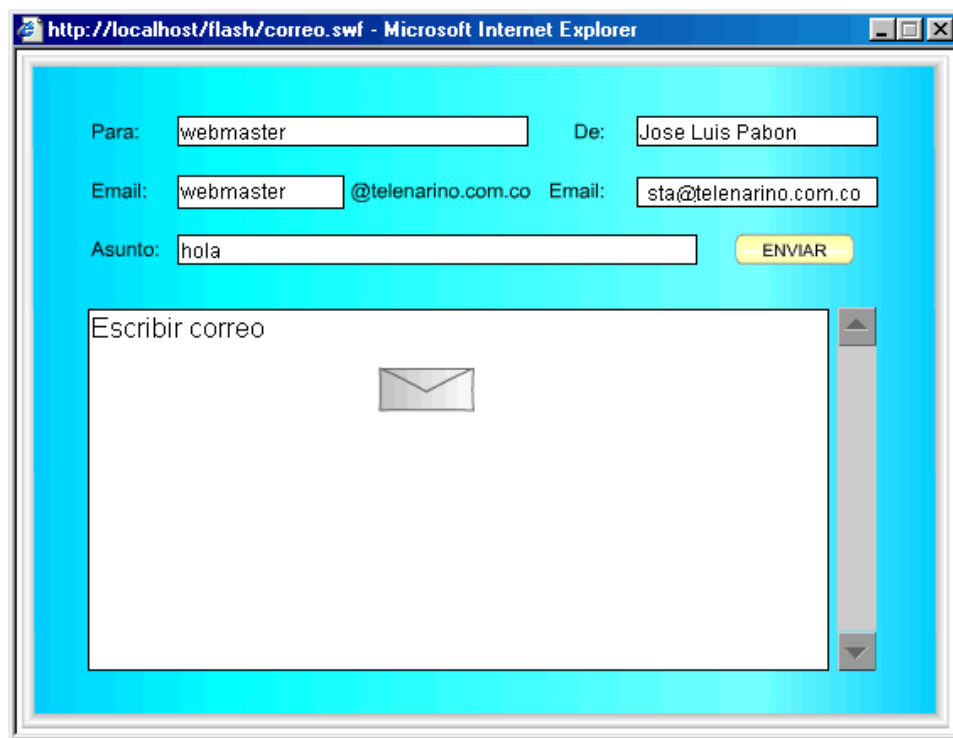 http://localhost/flash/correo.swf - Microsoft Internet Explorer
Para: webmaster De: Jose Luis Pabon
Email: webmaster @telenarino.com.co Email: sta@telenarino.com.co
Asunto: hola ENVIAR
Escribir correo